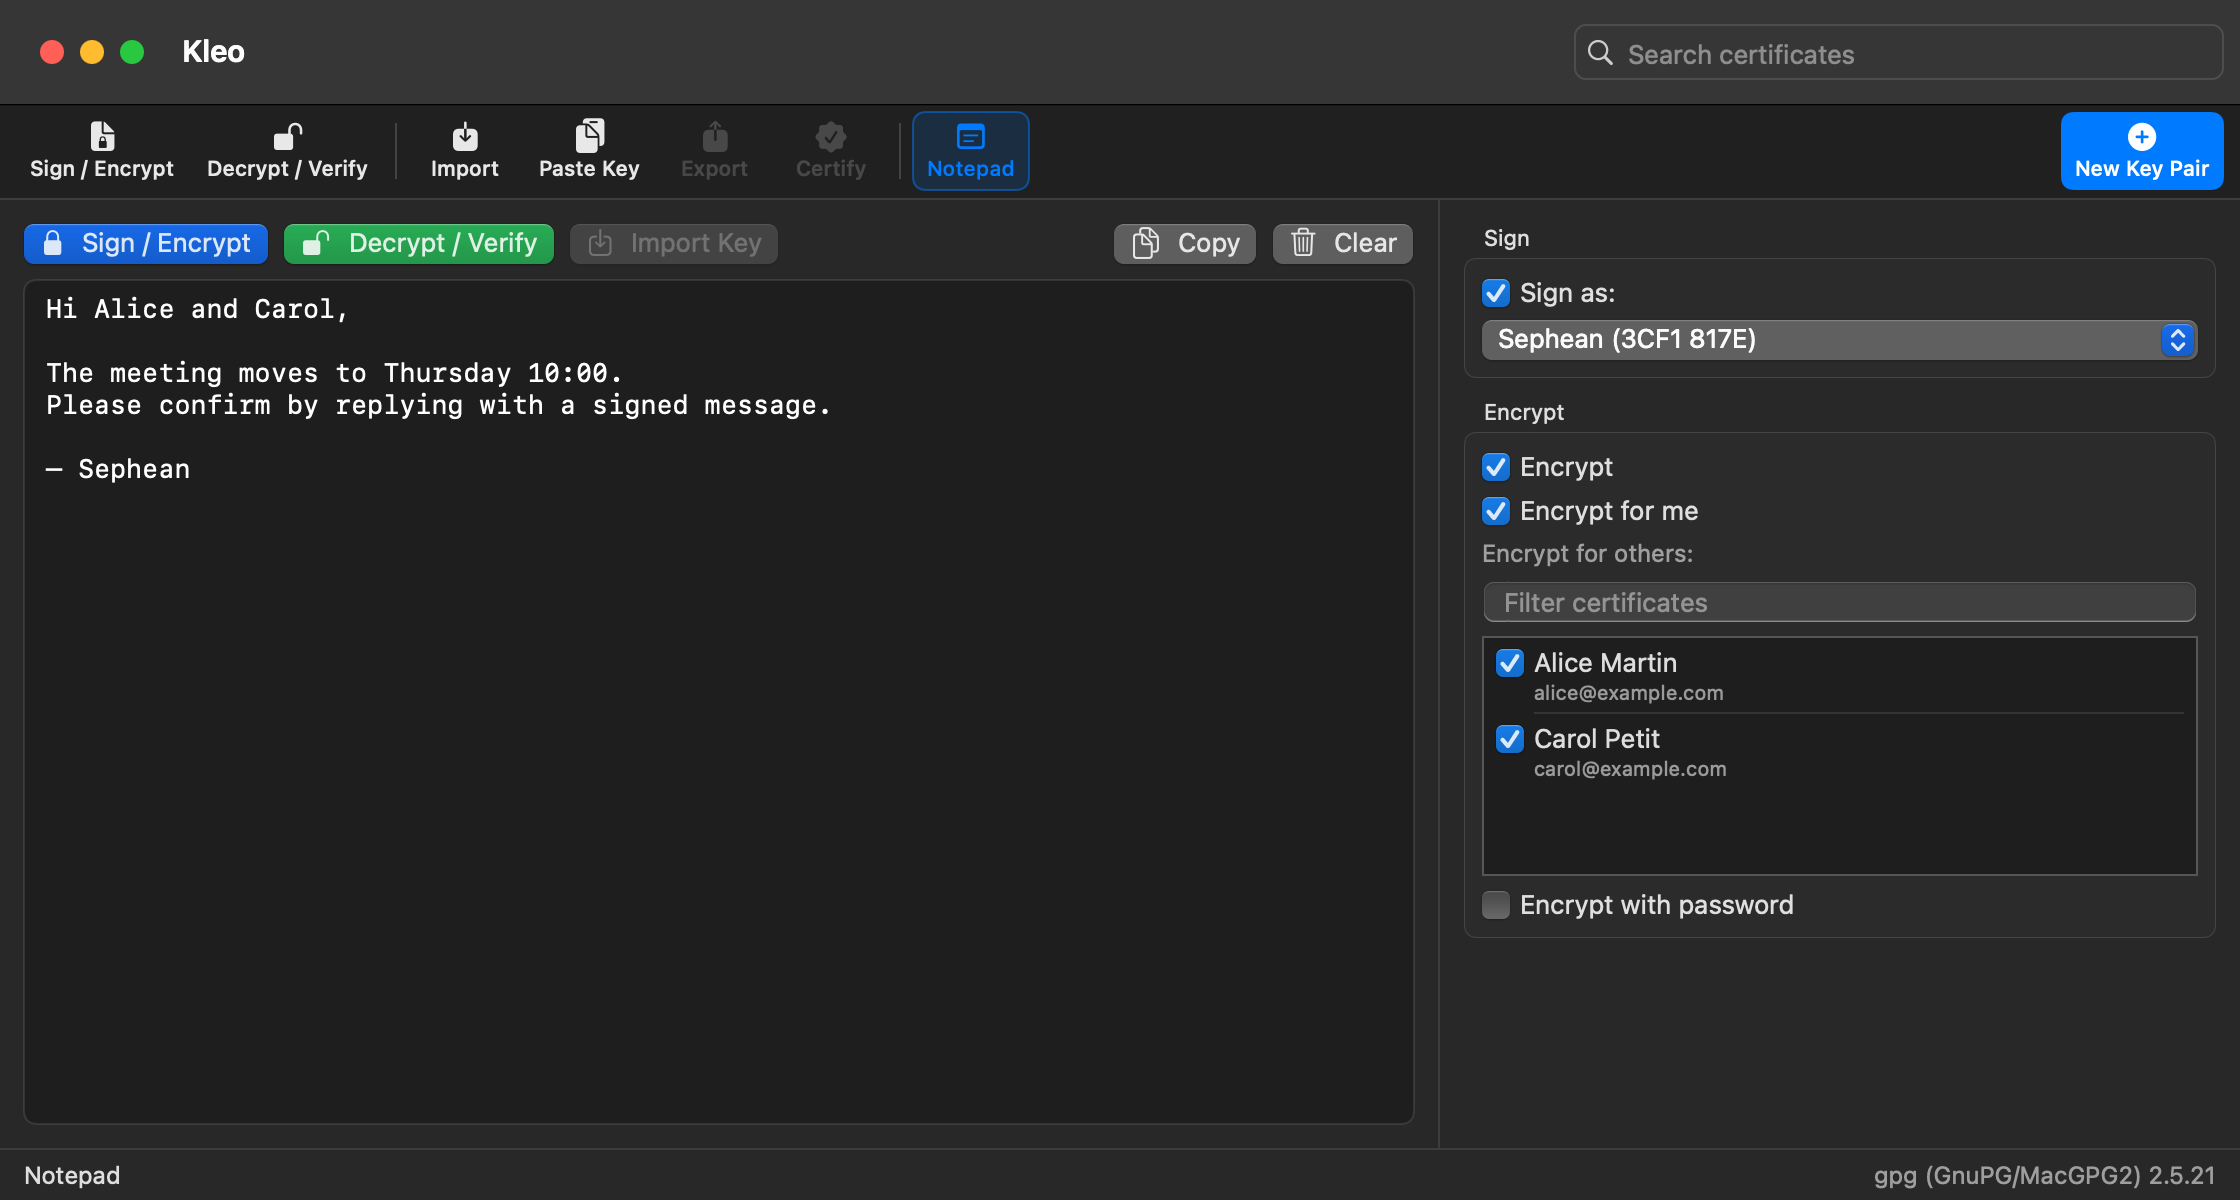 Kleo
Search certificates
Sign / Encrypt
Decrypt / Verify
Import
Paste Key
Export
Certify
Notepad
New Key Pair
Sign / Encrypt
Decrypt / Verify
Import Key
Copy
Clear
Hi Alice and Carol,
The meeting moves to Thursday 10:00.
Please confirm by replying with a signed message.
— Sephean
Sign
Sign as:
Sephean (3CF1 817E)
Encrypt
Encrypt
Encrypt for me
Encrypt for others:
Filter certificates
Alice Martin
alice@example.com
Carol Petit
carol@example.com
Encrypt with password
Notepad
gpg (GnuPG/MacGPG2) 2.5.21